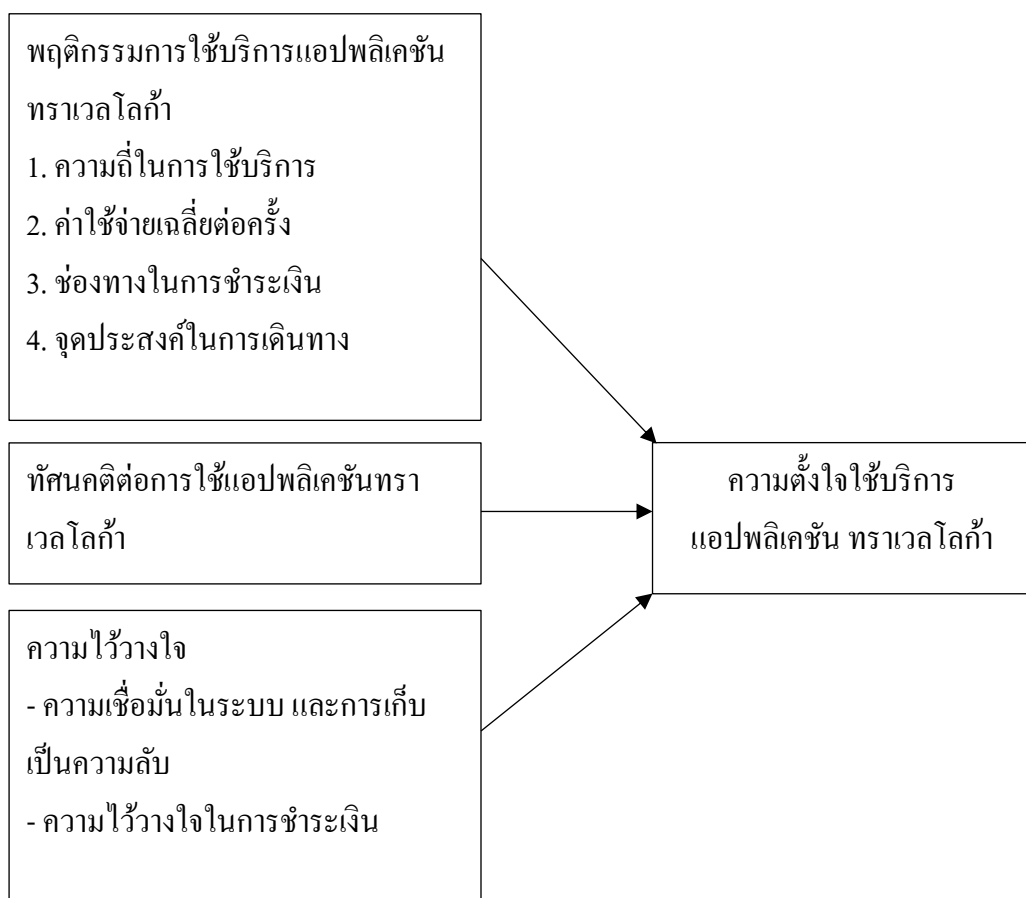 พฤติกรรมการใช้บริการแอปพลิเคชัน
ทราเวลโลก้า
1. ความถี่ในการใช้บริการ
2. ค่าใช้จ่ายเฉลี่ยต่อครั้ง
3. ช่องทางในการชำระเงิน
4. จุดประสงค์ในการเดินทาง
ทัศนคติต่อการใช้แอปพลิเคชันทรา
เวลโลก้า
ความไว้วางใจ
- ความเชื่อมั่นในระบบ และการเก็บ
เป็นความลับ
- ความไว้วางใจในการชำระเงิน
ความตั้งใจใช้บริการ
แอปพลิเคชัน ทราเวลโลก้า